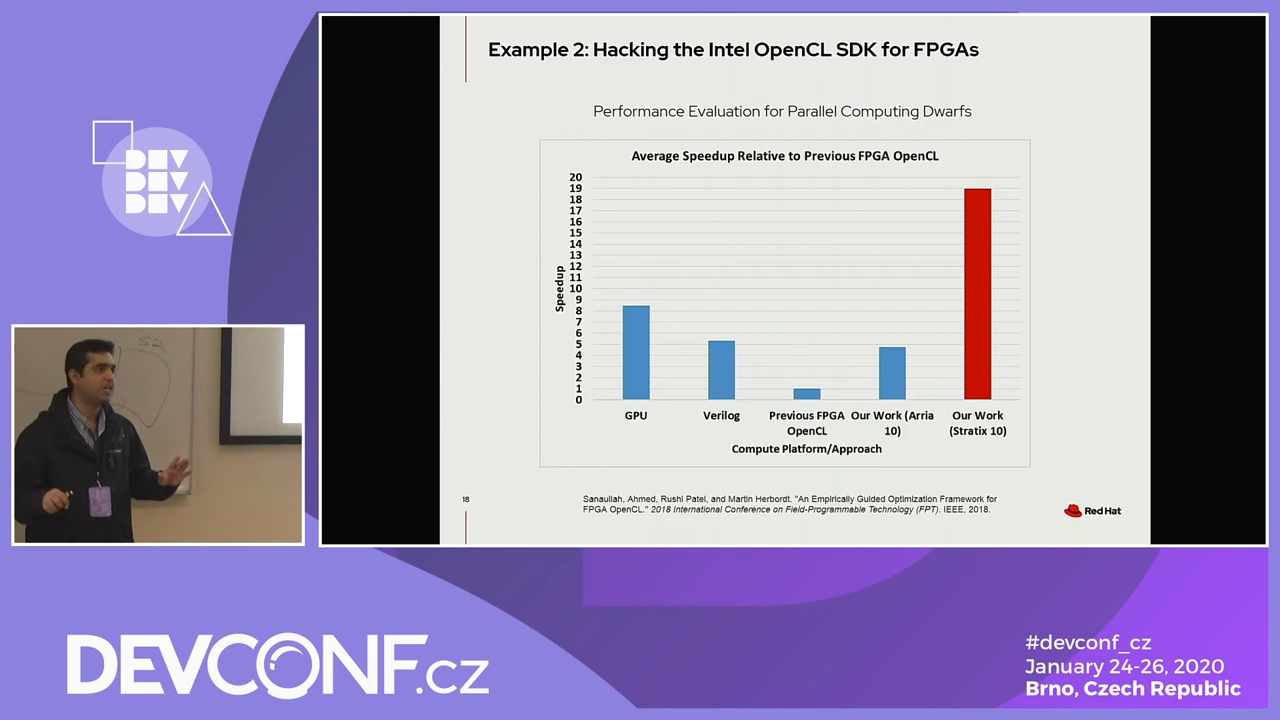 Example 2: Hacking the Intel OpenCL SDK for FPGAs
Performance Evaluation for Parallel Computing Dwarfs
Average Speedup Relative to Previous FPGA OpenCL
20
19
18
17
16
15
14
13
12
11
10
9
8
7
6
5
4
3
2
1
0
Speedup
GPU
Verilog
Previous FPGA
OpenCL
Our Work (Arria
10)
Our Work
(Stratix 10)
Compute Platform/Approach
18
Sanaullah, Ahmed, Rushi Patel, and Martin Herbordt. "An Empirically Guided Optimization Framework for
FPGA OpenCL." 2018 International Conference on Field-Programmable Technology (FPT). IEEE, 2018.
Red Hat
DEV
DEV
DEV
S2
DEVCONF.cz
#devconf_cz
January 24-26, 2020
Brno, Czech Republic